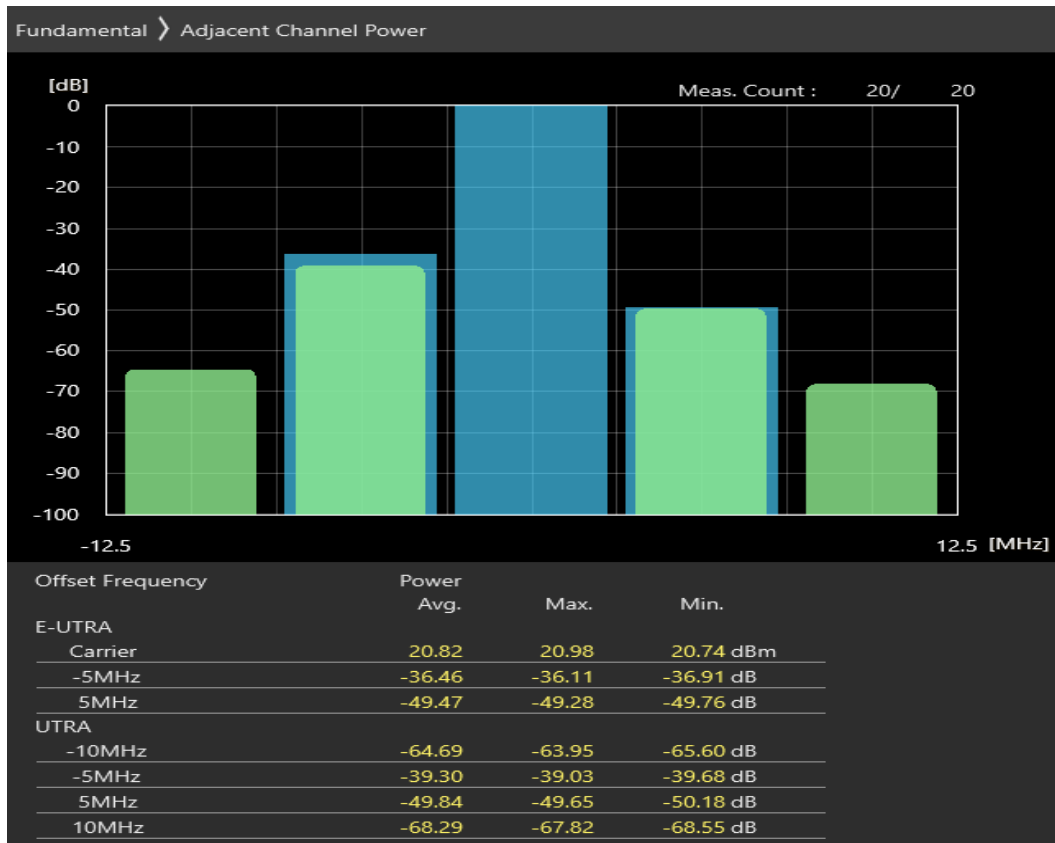 Fundamental 〉 Adjacent Channel Power
[dB]
Meas. Count : 20/ 20
0
-10
-20
-30
-40
-50
-60
-70
-80
-90
-100
-12.5 12.5 [MHz]
Offset Frequency Power
Avg. Max. Min.
E-UTRA
Carrier 20.82 20.98 20.74 dBm
-5MHz -36.46 -36.11 -36.91 dB
5MHz -49.47 -49.28 -49.76 dB
UTRA
-10MHz -64.69 -63.95 -65.60 dB
-5MHz -39.30 -39.03 -39.68 dB
5MHz -49.84 -49.65 -50.18 dB
10MHz -68.29 -67.82 -68.55 dB